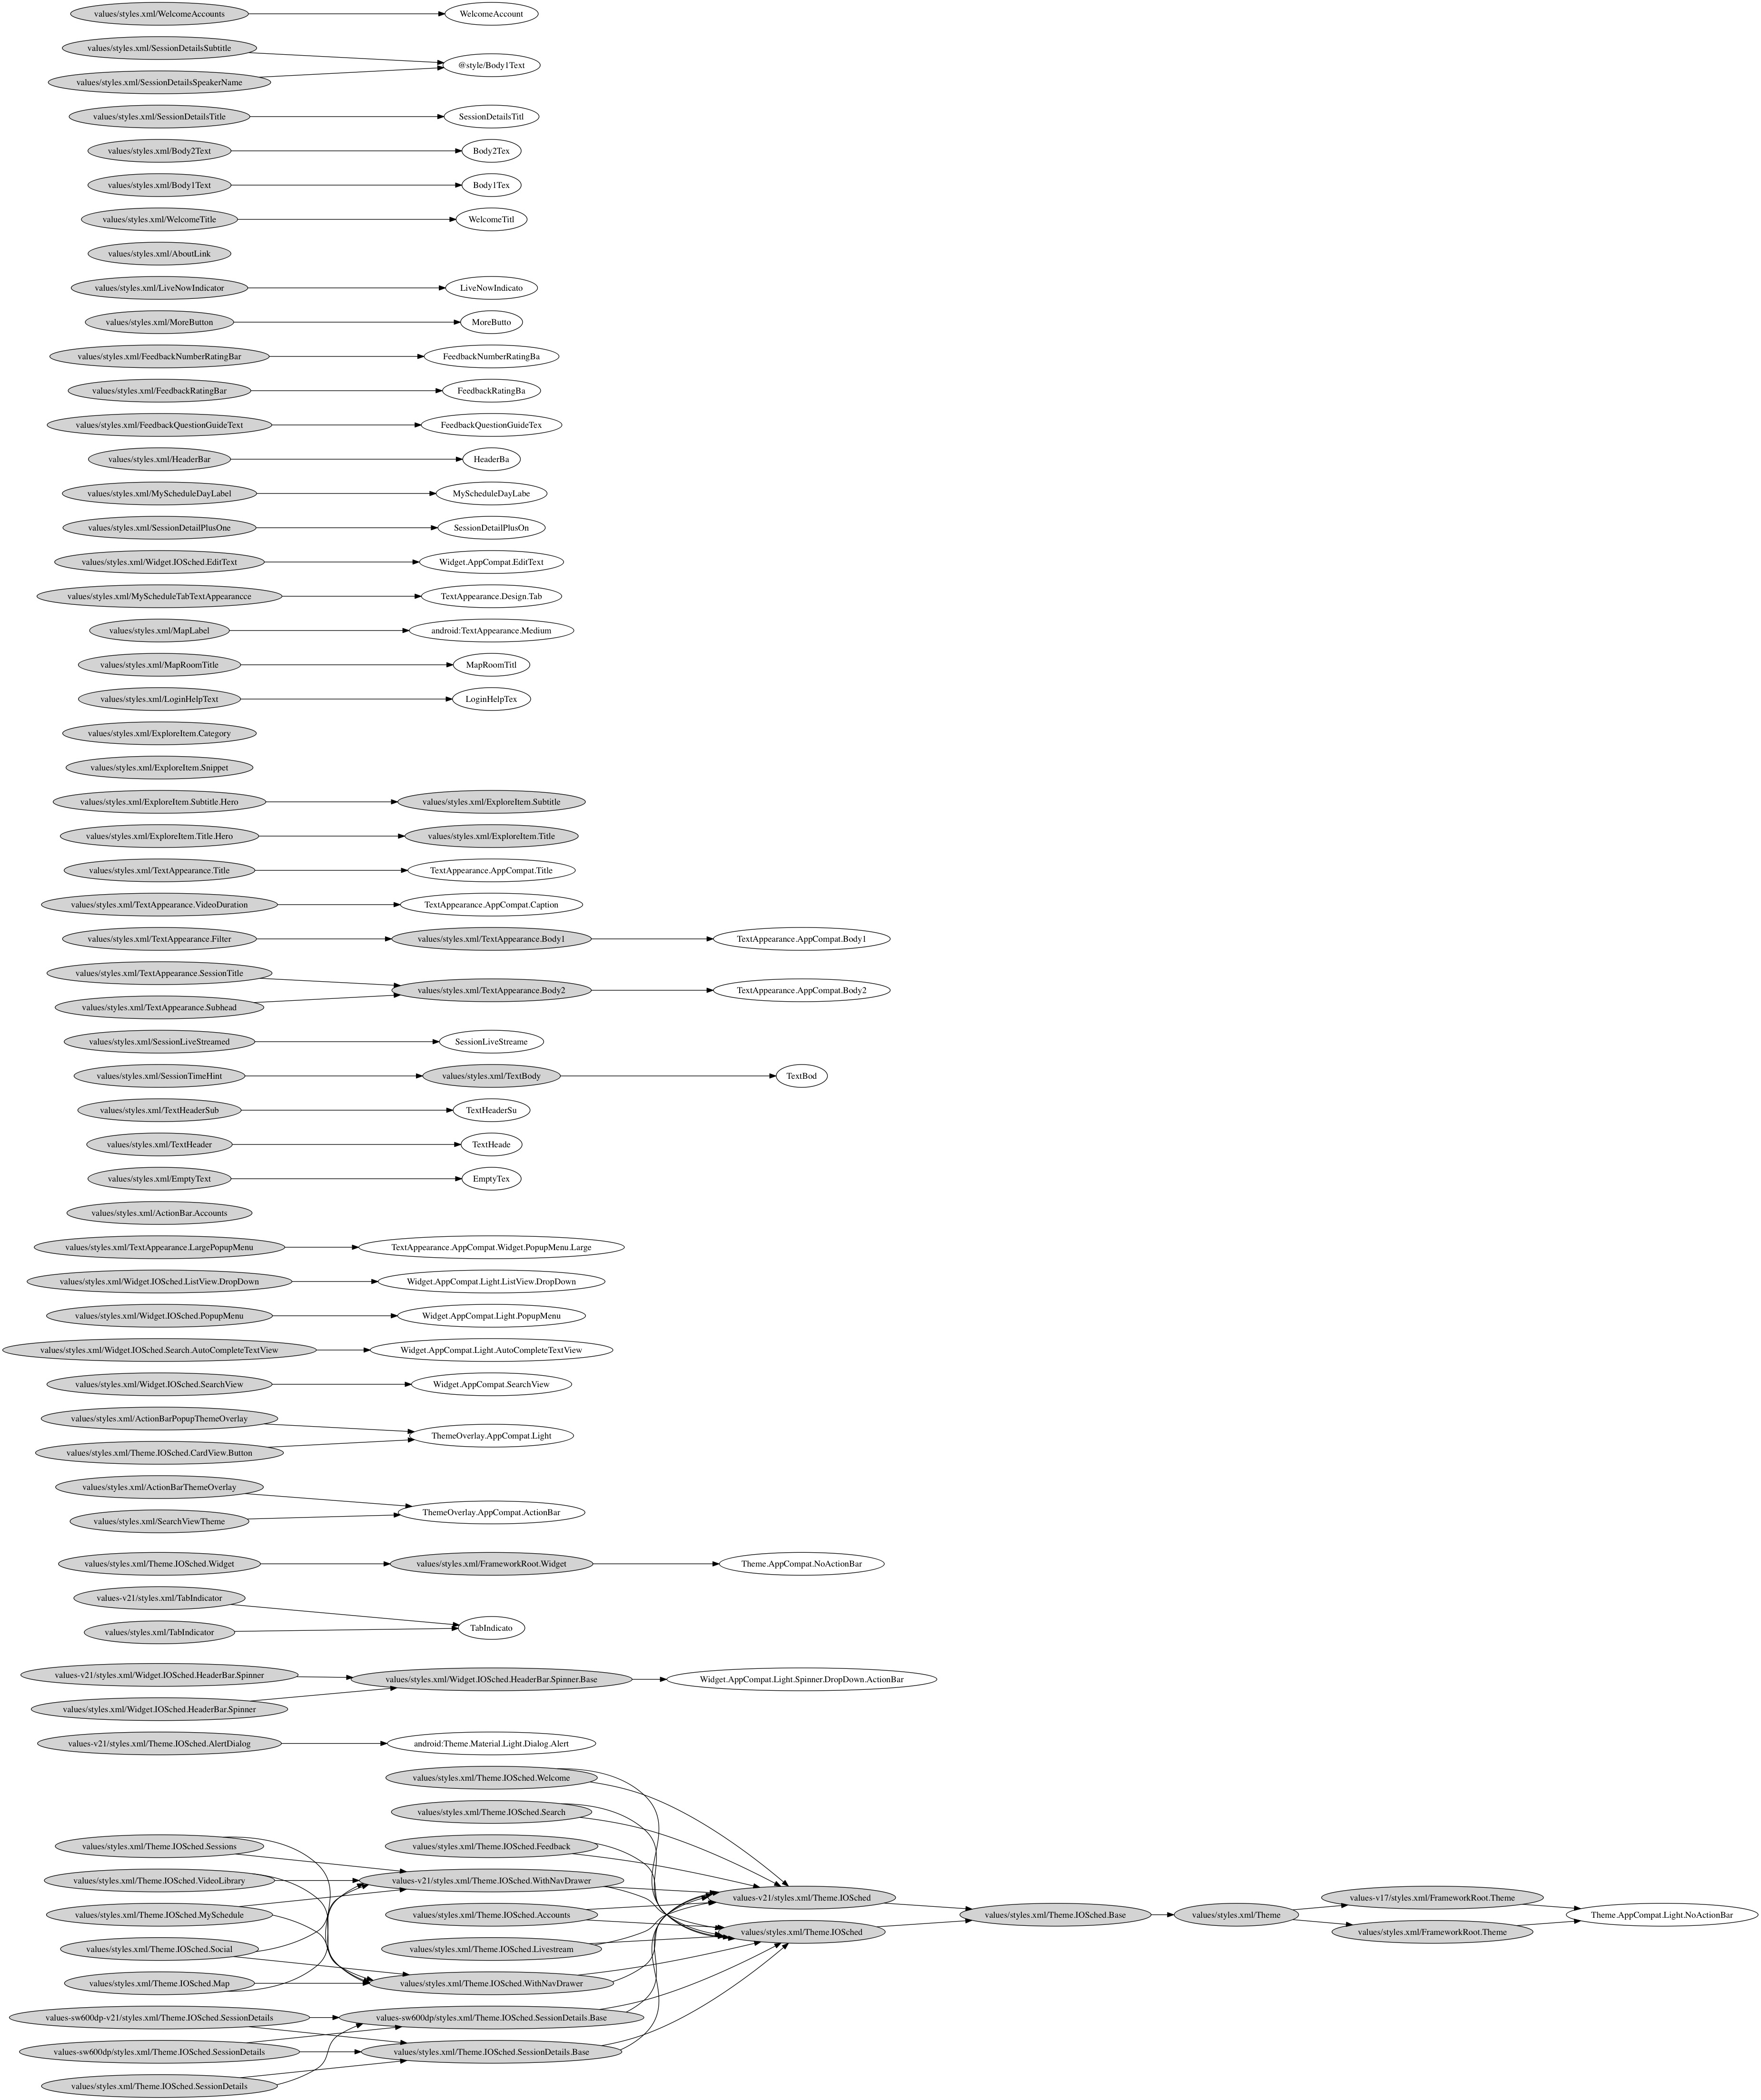 values/styles.xml/WelcomeAccounts
WelcomeAccount
values/styles.xml/SessionDetailsSubtitle
@style/Body1Text
values/styles.xml/SessionDetailsSpeakerName
values/styles.xml/SessionDetailsTitle
SessionDetailsTitl
values/styles.xml/Body2Text
Body2Tex
values/styles.xml/Body1Text
Body1Tex
values/styles.xml/WelcomeTitle
WelcomeTitl
values/styles.xml/AboutLink
values/styles.xml/LiveNowIndicator
LiveNowIndicato
values/styles.xml/MoreButton
MoreButto
values/styles.xml/FeedbackNumberRatingBar
FeedbackNumberRatingBa
values/styles.xml/FeedbackRatingBar
FeedbackRatingBa
values/styles.xml/FeedbackQuestionGuideText
FeedbackQuestionGuideTex
values/styles.xml/HeaderBar
HeaderBa
values/styles.xml/MyScheduleDayLabel
MyScheduleDayLabe
values/styles.xml/SessionDetailPlusOne
SessionDetailPlusOn
values/styles.xml/Widget.IOSched.EditText
Widget.AppCompat.EditText
values/styles.xml/MyScheduleTabTextAppearancce
TextAppearance.Design.Tab
values/styles.xml/MapLabel
android:TextAppearance.Medium
values/styles.xml/MapRoomTitle
MapRoomTitl
values/styles.xml/LoginHelpText
LoginHelpTex
values/styles.xml/ExploreItem.Category
values/styles.xml/ExploreItem.Snippet
values/styles.xml/ExploreItem.Subtitle.Hero
values/styles.xml/ExploreItem.Subtitle
values/styles.xml/ExploreItem.Title.Hero
values/styles.xml/ExploreItem.Title
values/styles.xml/TextAppearance.Title
TextAppearance.AppCompat.Title
values/styles.xml/TextAppearance.VideoDuration
TextAppearance.AppCompat.Caption
values/styles.xml/TextAppearance.Filter
values/styles.xml/TextAppearance.Body1
TextAppearance.AppCompat.Body1
values/styles.xml/TextAppearance.SessionTitle
values/styles.xml/TextAppearance.Body2
TextAppearance.AppCompat.Body2
values/styles.xml/TextAppearance.Subhead
values/styles.xml/SessionLiveStreamed
SessionLiveStreame
values/styles.xml/SessionTimeHint
values/styles.xml/TextBody
TextBod
values/styles.xml/TextHeaderSub
TextHeaderSu
values/styles.xml/TextHeader
TextHeade
values/styles.xml/EmptyText
EmptyTex
values/styles.xml/ActionBar.Accounts
values/styles.xml/TextAppearance.LargePopupMenu
TextAppearance.AppCompat.Widget.PopupMenu.Large
values/styles.xml/Widget.IOSched.ListView.DropDown
Widget.AppCompat.Light.ListView.DropDown
values/styles.xml/Widget.IOSched.PopupMenu
Widget.AppCompat.Light.PopupMenu
values/styles.xml/Widget.IOSched.Search.AutoCompleteTextView
Widget.AppCompat.Light.AutoCompleteTextView
values/styles.xml/Widget.IOSched.SearchView
Widget.AppCompat.SearchView
values/styles.xml/ActionBarPopupThemeOverlay
ThemeOverlay.AppCompat.Light
values/styles.xml/Theme.IOSched.CardView.Button
values/styles.xml/ActionBarThemeOverlay
ThemeOverlay.AppCompat.ActionBar
values/styles.xml/SearchViewTheme
values/styles.xml/Theme.IOSched.Widget
values/styles.xml/FrameworkRoot.Widget
Theme.AppCompat.NoActionBar
values-v21/styles.xml/TabIndicator
TabIndicato
values/styles.xml/TabIndicator
values-v21/styles.xml/Widget.IOSched.HeaderBar.Spinner
values/styles.xml/Widget.IOSched.HeaderBar.Spinner.Base
Widget.AppCompat.Light.Spinner.DropDown.ActionBar
values/styles.xml/Widget.IOSched.HeaderBar.Spinner
values-v21/styles.xml/Theme.IOSched.AlertDialog
android:Theme.Material.Light.Dialog.Alert
values/styles.xml/Theme.IOSched.Welcome
values/styles.xml/Theme.IOSched.Search
values/styles.xml/Theme.IOSched.Sessions
values/styles.xml/Theme.IOSched.Feedback
values/styles.xml/Theme.IOSched.VideoLibrary
values-v21/styles.xml/Theme.IOSched.WithNavDrawer
values-v21/styles.xml/Theme.IOSched
values-v17/styles.xml/FrameworkRoot.Theme
values/styles.xml/Theme.IOSched.MySchedule
values/styles.xml/Theme.IOSched.Accounts
values/styles.xml/Theme.IOSched.Base
values/styles.xml/Theme
Theme.AppCompat.Light.NoActionBar
values/styles.xml/Theme.IOSched
values/styles.xml/FrameworkRoot.Theme
values/styles.xml/Theme.IOSched.Social
values/styles.xml/Theme.IOSched.Livestream
values/styles.xml/Theme.IOSched.Map
values/styles.xml/Theme.IOSched.WithNavDrawer
values-sw600dp-v21/styles.xml/Theme.IOSched.SessionDetails
values-sw600dp/styles.xml/Theme.IOSched.SessionDetails.Base
values-sw600dp/styles.xml/Theme.IOSched.SessionDetails
values/styles.xml/Theme.IOSched.SessionDetails.Base
values/styles.xml/Theme.IOSched.SessionDetails